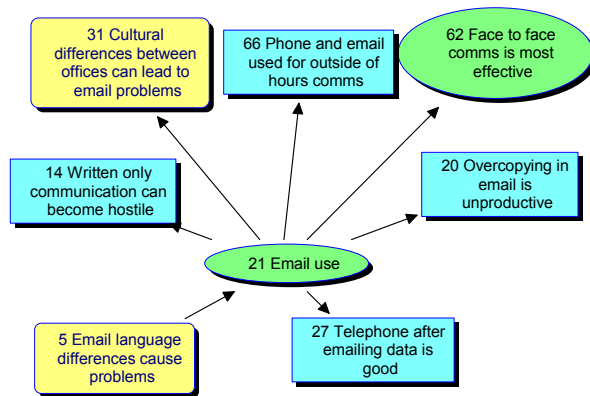 31 Cultural
differences between
offices can lead to
email problems
66 Phone and email
used for outside of
hours comms
62 Face to face
comms is most
effective
14 Written only
communication can
become hostile
20 Overcopying in
email is
unproductive
21 Email use
5 Email language
differences cause
problems
27 Telephone after
emailing data is
good